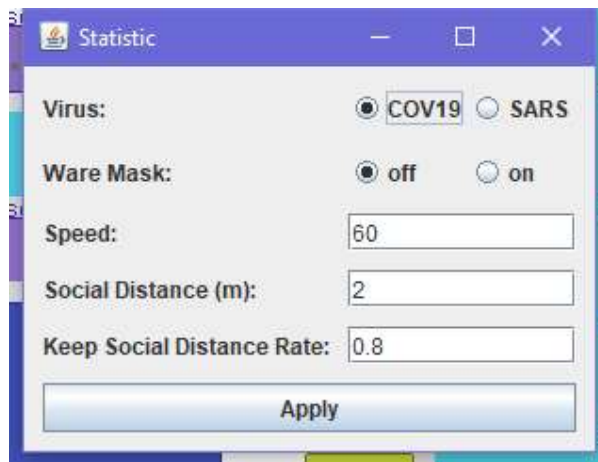 Statistic
Virus: COV19 SARS
Ware Mask: off on
Speed: 60
Social Distance (m): 2
Keep Social Distance Rate: 0.8
Apply